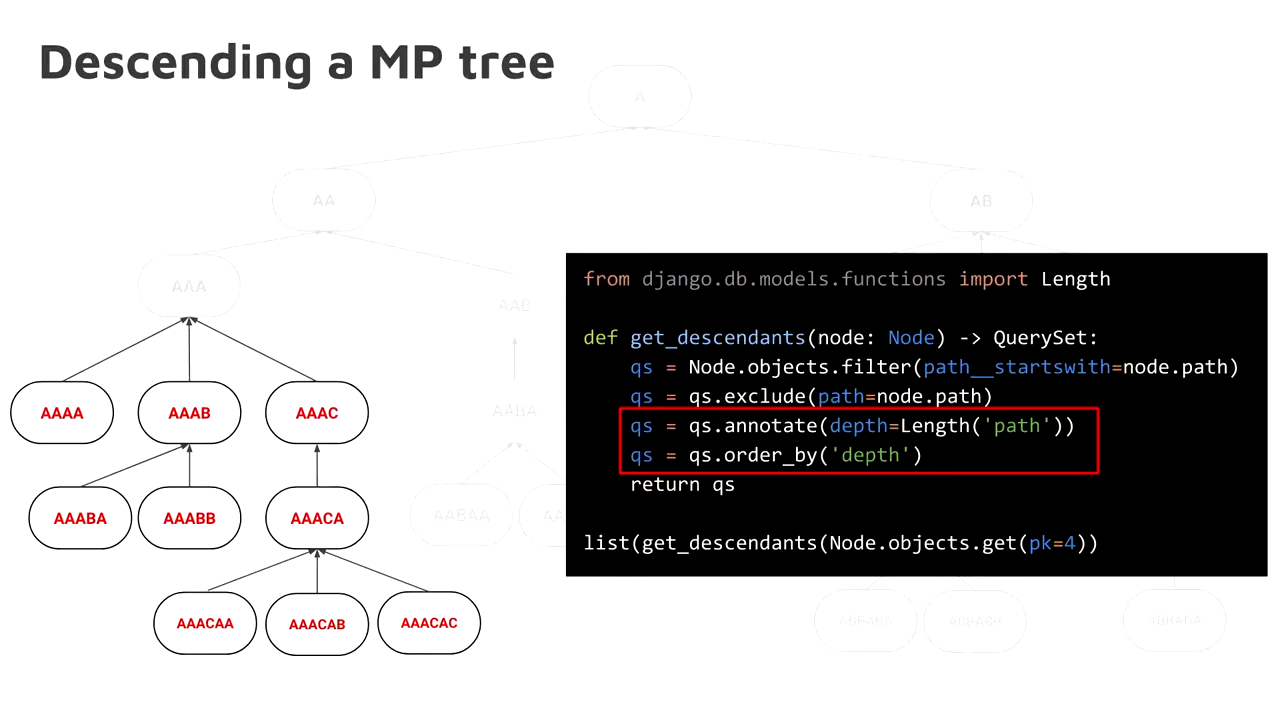 Descending a MP tree
A
AA
AB
AAA
AAB
AAAA
AAAB
AAAC
AABA
AAABA
AAABB
AAACA
AABAA
AAACAA
AAACAB
AAACAC
from django.db.models.functions import Length
def get_descendants(node: Node) -> QuerySet:
qs = Node.objects.filter(path__startswith=node.path)
qs = qs.exclude(path=node.path)
qs = qs.annotate(depth=Length('path'))
qs = qs.order_by('depth')
return qs
list(get_descendants(Node.objects.get(pk=4))